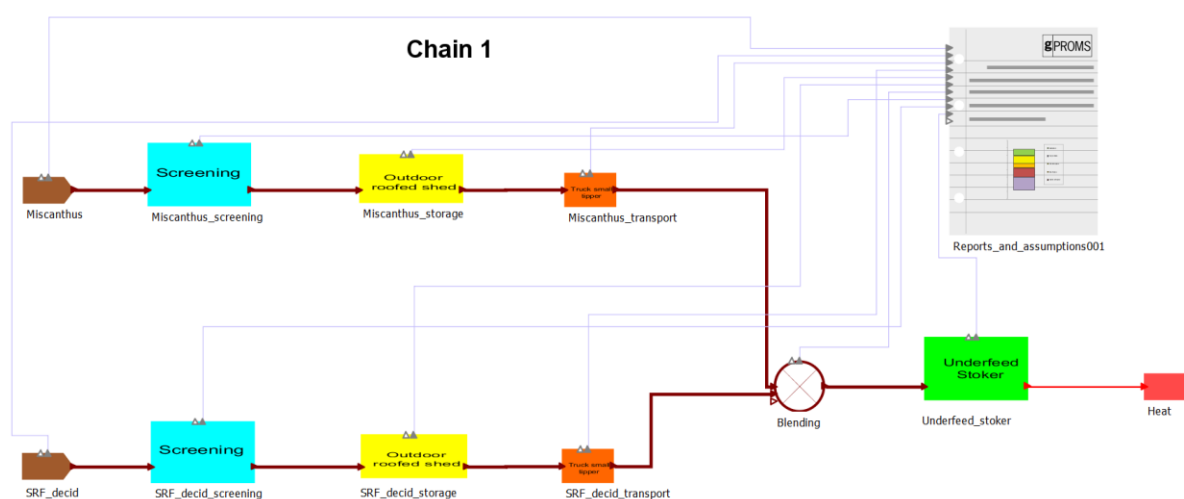 Chain 1
gPROMS
Reports_and_assumptions001
Screening
Outdoor
roofed shed
Truck small
tipper
Miscanthus
Miscanthus_screening
Miscanthus_storage
Miscanthus_transport
Underfeed
Stoker
Underfeed_stoker
Heat
Blending
Screening
Outdoor
roofed shed
Truck small
tipper
SRF_decid
SRF_decid_screening
SRF_decid_storage
SRF_decid_transport